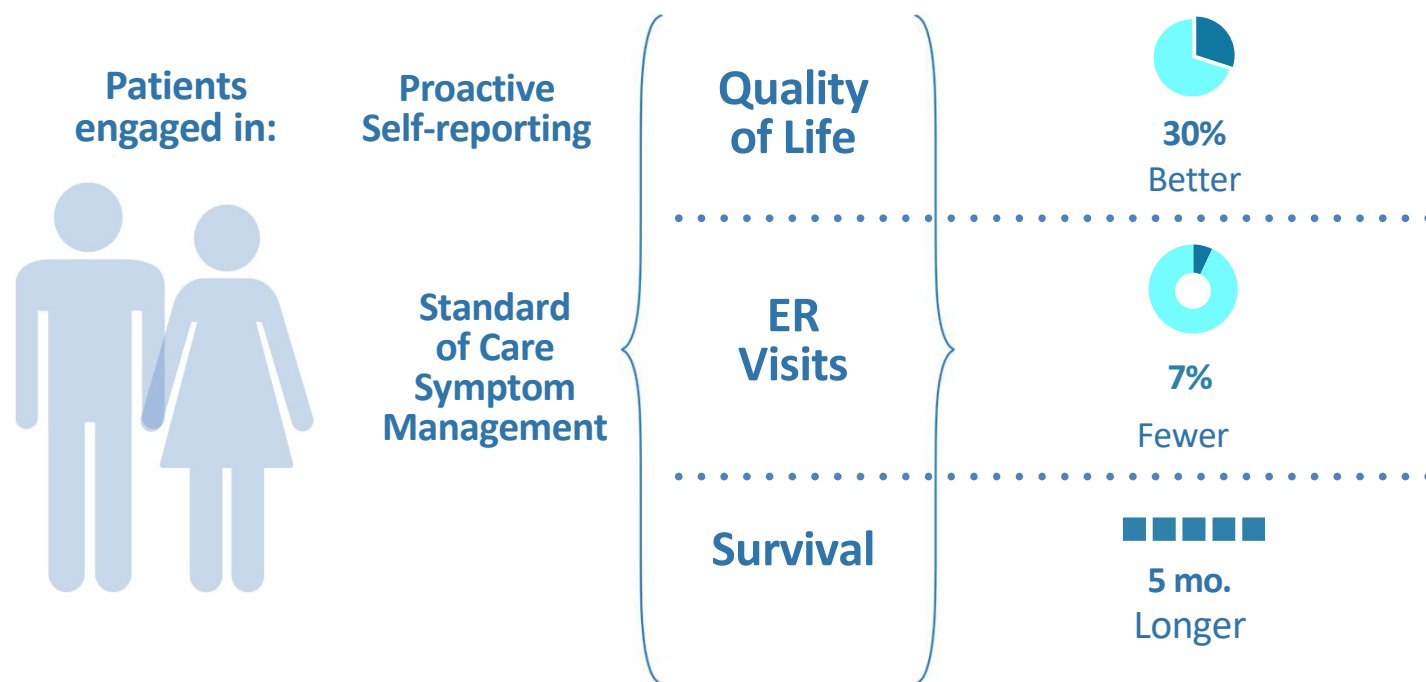 Patients
engaged in:
Proactive
Self-reporting
Standard
of Care
Symptom
Management
Quality
of Life
30%
Better
ER
Visits
7%
Fewer
Survival
5 mo.
Longer